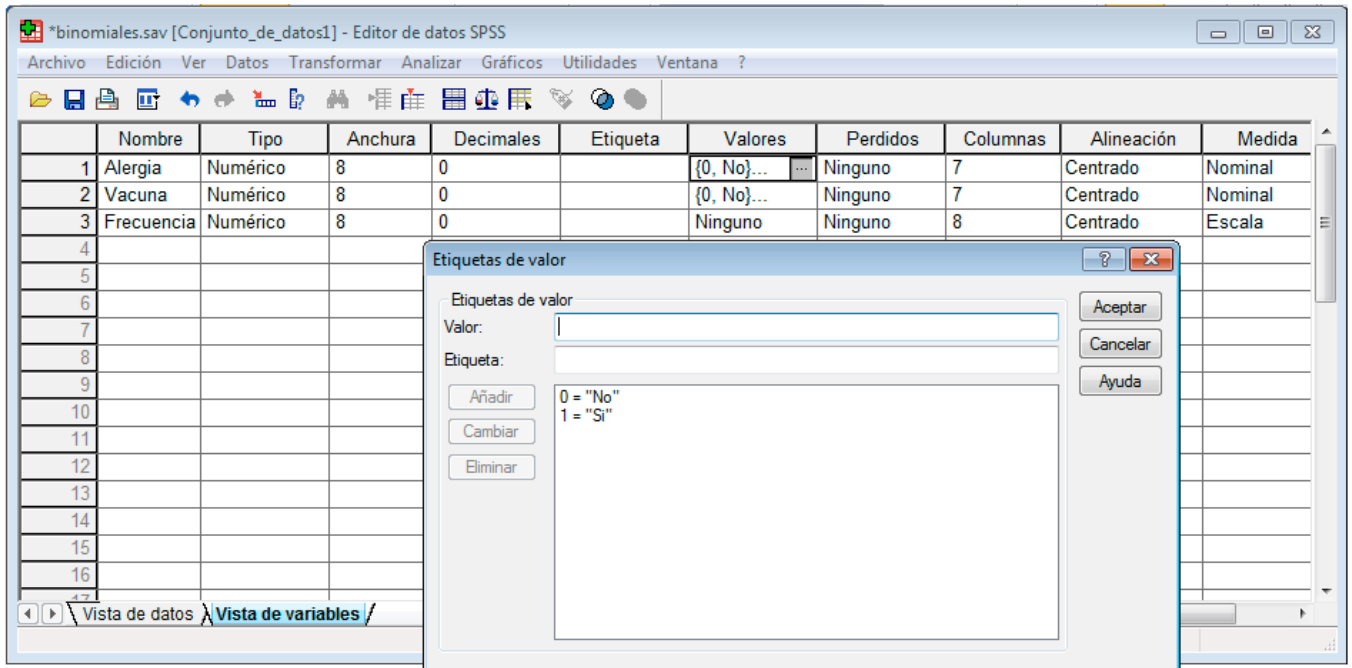 *binomiales.sav [Conjunto_de_datos1] - Editor de datos SPSS
Archivo Edición Ver Datos Transformar Analizar Gráficos Utilidades Ventana ?
Nombre Tipo Anchura Decimales Etiqueta Valores Perdidos Columnas Alineación Medida
1 Alergia Numérico 8 0 {0, No}... ... Ninguno 7 Centrado Nominal
2 Vacuna Numérico 8 0 {0, No}... Ninguno 7 Centrado Nominal
3 Frecuencia Numérico 8 0 Ninguno Ninguno 8 Centrado Escala
4
5
6
7
8
9
10
11
12
13
14
15
16
17
Etiquetas de valor ?
Etiquetas de valor
Valor:
Etiqueta:
Añadir
Cambiar
Eliminar
0 = "No"
1 = "Si"
Aceptar
Cancelar
Ayuda
Vista de datos Vista de variables